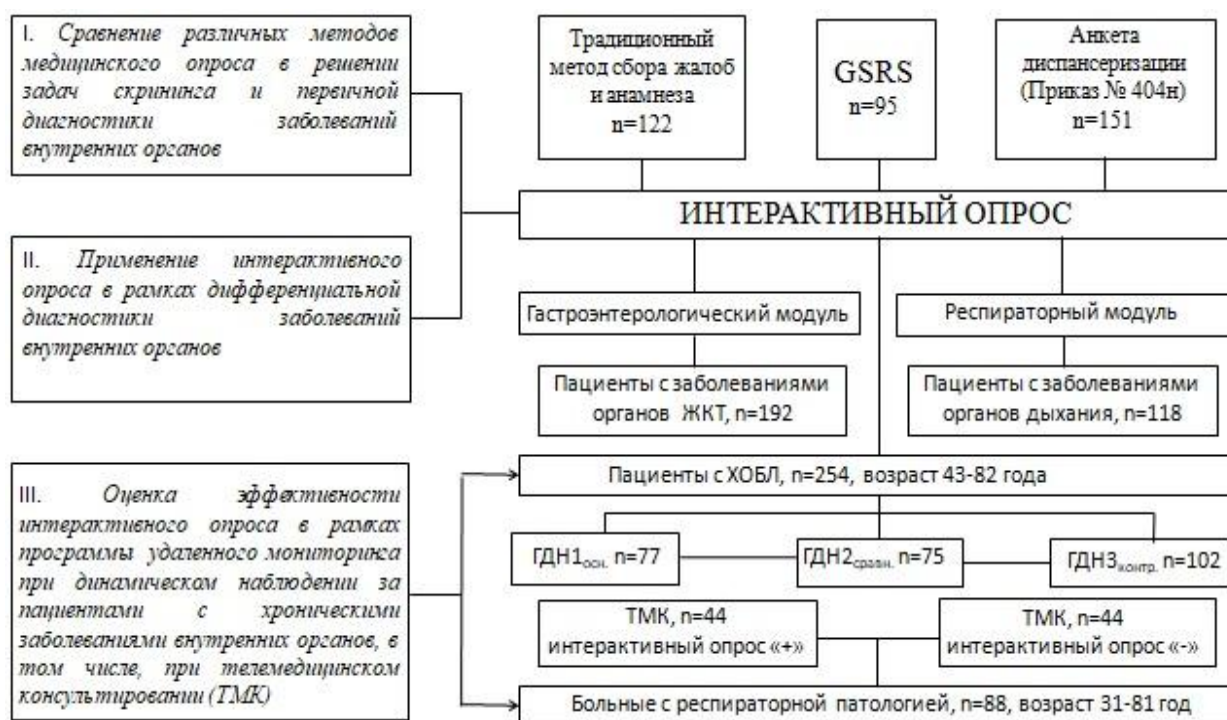 I. Сравнение различных методов
медицинского опроса в решении
задач скрининга и первичной
диагностики заболеваний
внутренних органов
Традиционный
метод сбора жалоб
и анамнеза
n=122
GSRS
n=95
Анкета
диспансеризации
(Приказ № 404н)
n=151
ИНТЕРАКТИВНЫЙ ОПРОС
II. Применение интерактивного
опроса в рамках дифференциальной
диагностики заболеваний
внутренних органов
Гастроэнтерологический модуль
Респираторный модуль
Пациенты с заболеваниями
органов ЖКТ, n=192
Пациенты с заболеваниями
органов дыхания, n=118
III. Оценка эффективности
интерактивного опроса в рамках
программы удаленного мониторинга
при динамическом наблюдении за
пациентами с хроническими
заболеваниями внутренних органов, в
том числе, при телемедицинском
консультировании (ТМК)
Пациенты с ХОБЛ, n=254, возраст 43-82 года
ГДН1осн. n=77
ГДН2сравн. n=75
ГДН3контр. n=102
ТМК, n=44
интерактивный опрос «+»
ТМК, n=44
интерактивный опрос «-»
Больные с респираторной патологией, n=88, возраст 31-81 год